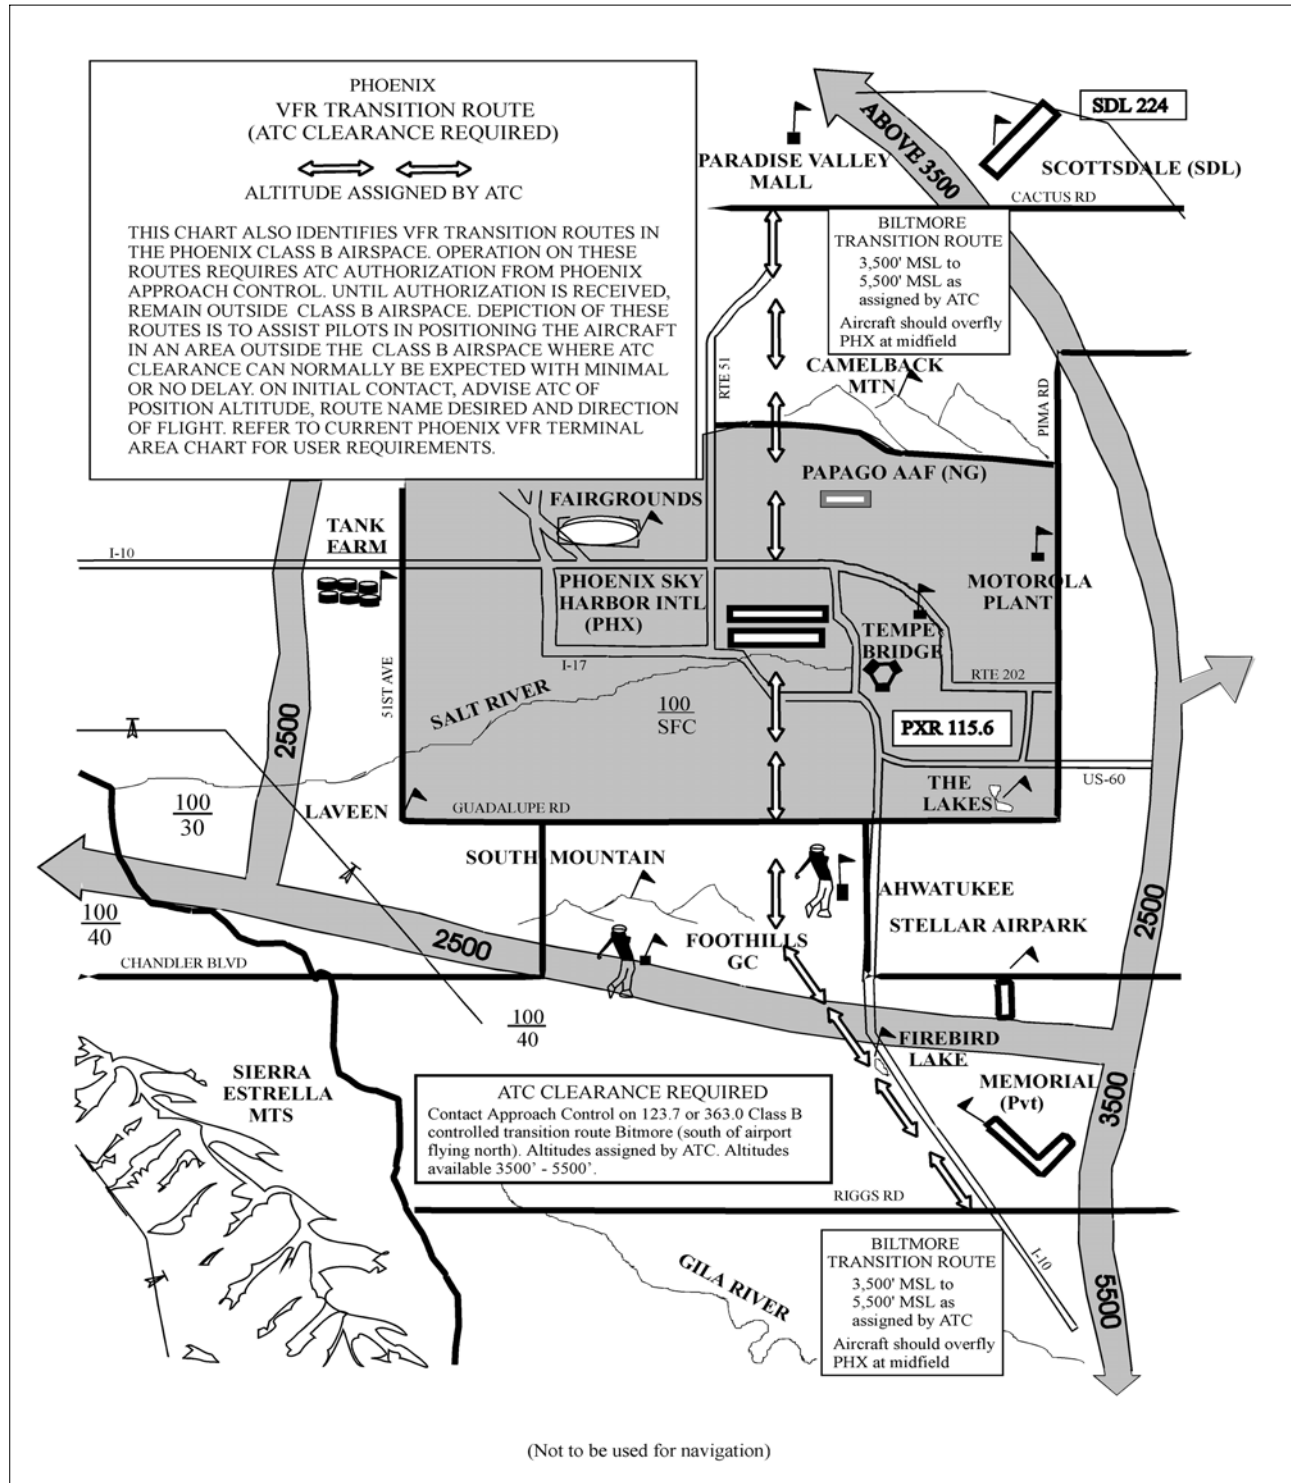 PHOENIX
VFR TRANSITION ROUTE
(ATC CLEARANCE REQUIRED)
ALTITUDE ASSIGNED BY ATC
THIS CHART ALSO IDENTIFIES VFR TRANSITION ROUTES IN
THE PHOENIX CLASS B AIRSPACE. OPERATION ON THESE
ROUTES REQUIRES ATC AUTHORIZATION FROM PHOENIX
APPROACH CONTROL. UNTIL AUTHORIZATION IS RECEIVED,
REMAIN OUTSIDE CLASS B AIRSPACE. DEPICTION OF THESE
ROUTES IS TO ASSIST PILOTS IN POSITIONING THE AIRCRAFT
IN AN AREA OUTSIDE THE CLASS B AIRSPACE WHERE ATC
CLEARANCE CAN NORMALLY BE EXPECTED WITH MINIMAL
OR NO DELAY. ON INITIAL CONTACT, ADVISE ATC OF
POSITION ALTITUDE, ROUTE NAME DESIRED AND DIRECTION
OF FLIGHT. REFER TO CURRENT PHOENIX VFR TERMINAL
AREA CHART FOR USER REQUIREMENTS.
SDL 224
ABOVE 3500
PARADISE VALLEY
MALL
SCOTTSDALE (SDL)
CACTUS RD
BILTMORE
TRANSITION ROUTE
3,500' MSL to
5,500' MSL as
assigned by ATC
Aircraft should overfly
PHX at midfield
RTE 51
CAMELBACK
MTN
PIMA RD
PAPAGO AAF (NG)
FAIRGROUNDS
TANK
FARM
I-10
PHOENIX SKY
HARBOR INTL
(PHX)
MOTOROLA
PLANT
TEMPE
BRIDGE
I-17
RTE 202
51ST AVE
SALT RIVER
100
SFC
PXR 115.6
2500
US-60
THE
LAKES
100
30
LAVEEN
GUADALUPE RD
SOUTH MOUNTAIN
AHWATUKEE
STELLAR AIRPARK
2500
100
40
2500
FOOTHILLS
GC
CHANDLER BLVD
100
40
FIREBIRD
LAKE
SIERRA
ESTRELLA
MTS
MEMORIAL
(Pvt)
3500
ATC CLEARANCE REQUIRED
Contact Approach Control on 123.7 or 363.0 Class B
controlled transition route Bitmore (south of airport
flying north). Altitudes assigned by ATC. Altitudes
available 3500' - 5500'.
RIGGS RD
GILA RIVER
BILTMORE
TRANSITION ROUTE
3,500' MSL to
5,500' MSL as
assigned by ATC
Aircraft should overfly
PHX at midfield
I-10
5500
(Not to be used for navigation)